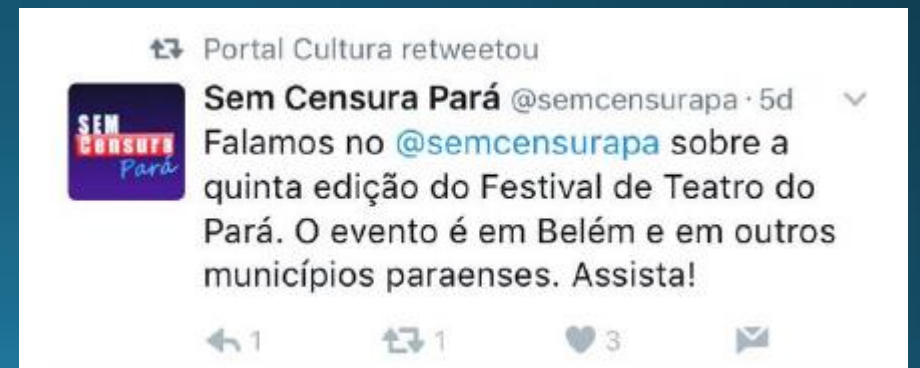 Portal Cultura retweetou
Sem Censura Pará @semcensurapa · 5d
SEM
Censura
Pará
Falamos no @semcensurapa sobre a
quinta edição do Festival de Teatro do
Pará. O evento é em Belém e em outros
municípios paraenses. Assista!
1 1 3